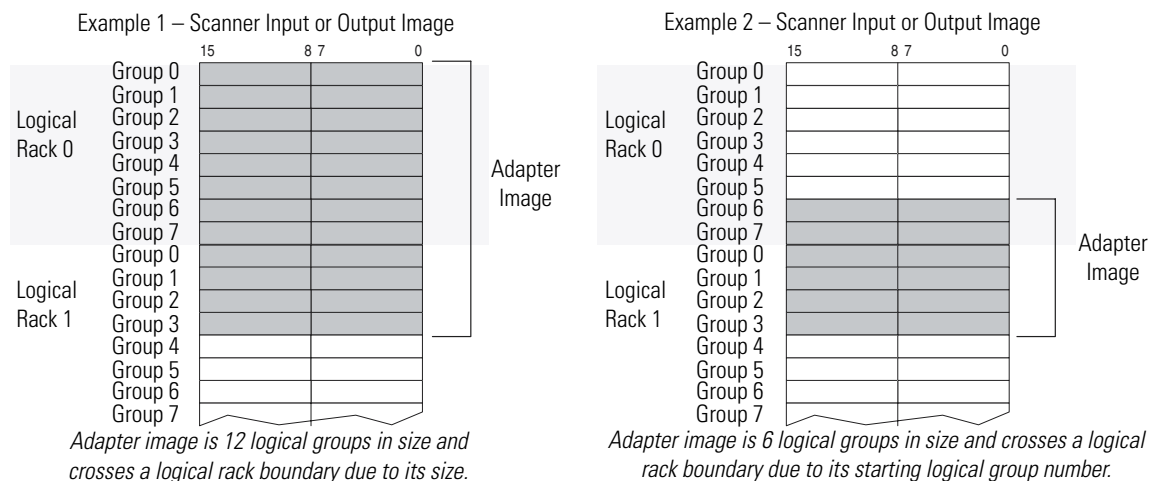 Example 1 – Scanner Input or Output Image
15 8 7 0
Group 0
Group 1
Group 2
Group 3
Group 4
Group 5
Group 6
Group 7
Group 0
Group 1
Group 2
Group 3
Group 4
Group 5
Group 6
Group 7
Logical
Rack 0
Logical
Rack 1
Adapter
Image
Adapter image is 12 logical groups in size and
crosses a logical rack boundary due to its size.
Example 2 – Scanner Input or Output Image
15 8 7 0
Group 0
Group 1
Group 2
Group 3
Group 4
Group 5
Group 6
Group 7
Group 0
Group 1
Group 2
Group 3
Group 4
Group 5
Group 6
Group 7
Logical
Rack 0
Logical
Rack 1
Adapter
Image
Adapter image is 6 logical groups in size and crosses a logical
rack boundary due to its starting logical group number.